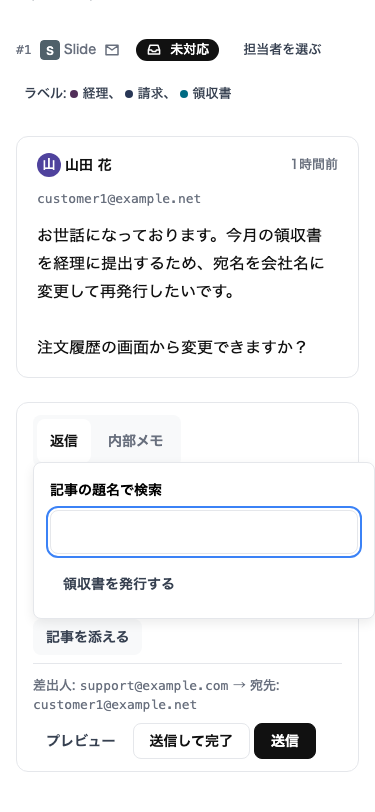 #1 S Slide 未対応 担当者を選ぶ
ラベル: 経理、 請求、 領収書
山 山田 花 1時間前
customer1@example.net
お世話になっております。今月の領収書
を経理に提出するため、宛名を会社名に
変更して再発行したいです。
注文履歴の画面から変更できますか？
返信 内部メモ
記事の題名で検索
領収書を発行する
記事を添える
差出人: support@example.com → 宛先:
customer1@example.net
プレビュー 送信して完了 送信